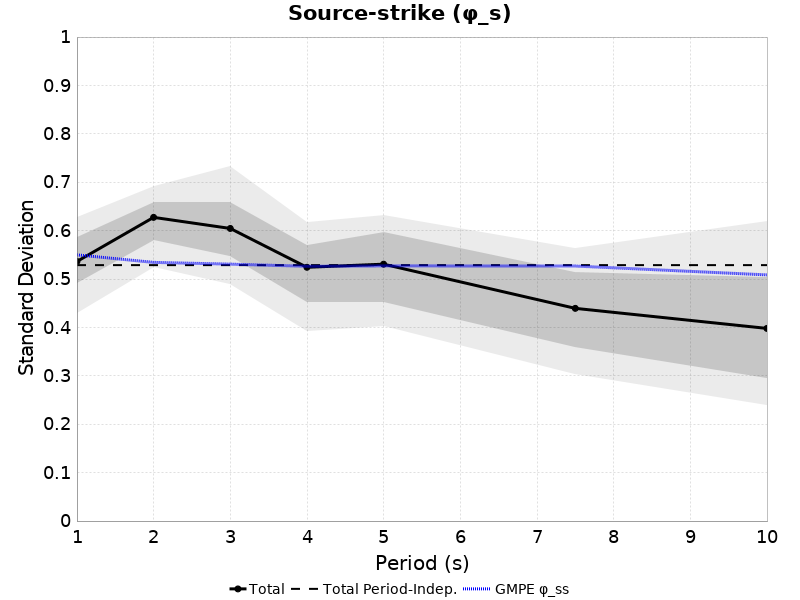 Source-strike (φ_s)
1
0.9
0.8
0.7
0.6
0.5
0.4
0.3
0.2
0.1
0
Standard Deviation
1 2 3 4 5 6 7 8 9 10
Period (s)
Total Total Period-Indep. GMPE φ_ss